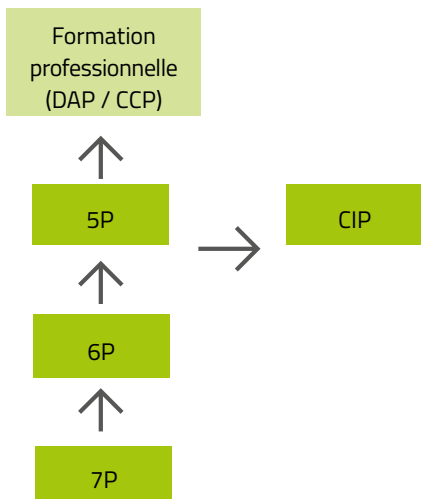 Formation
professionnelle
(DAP / CCP)
5P
CIP
6P
7P